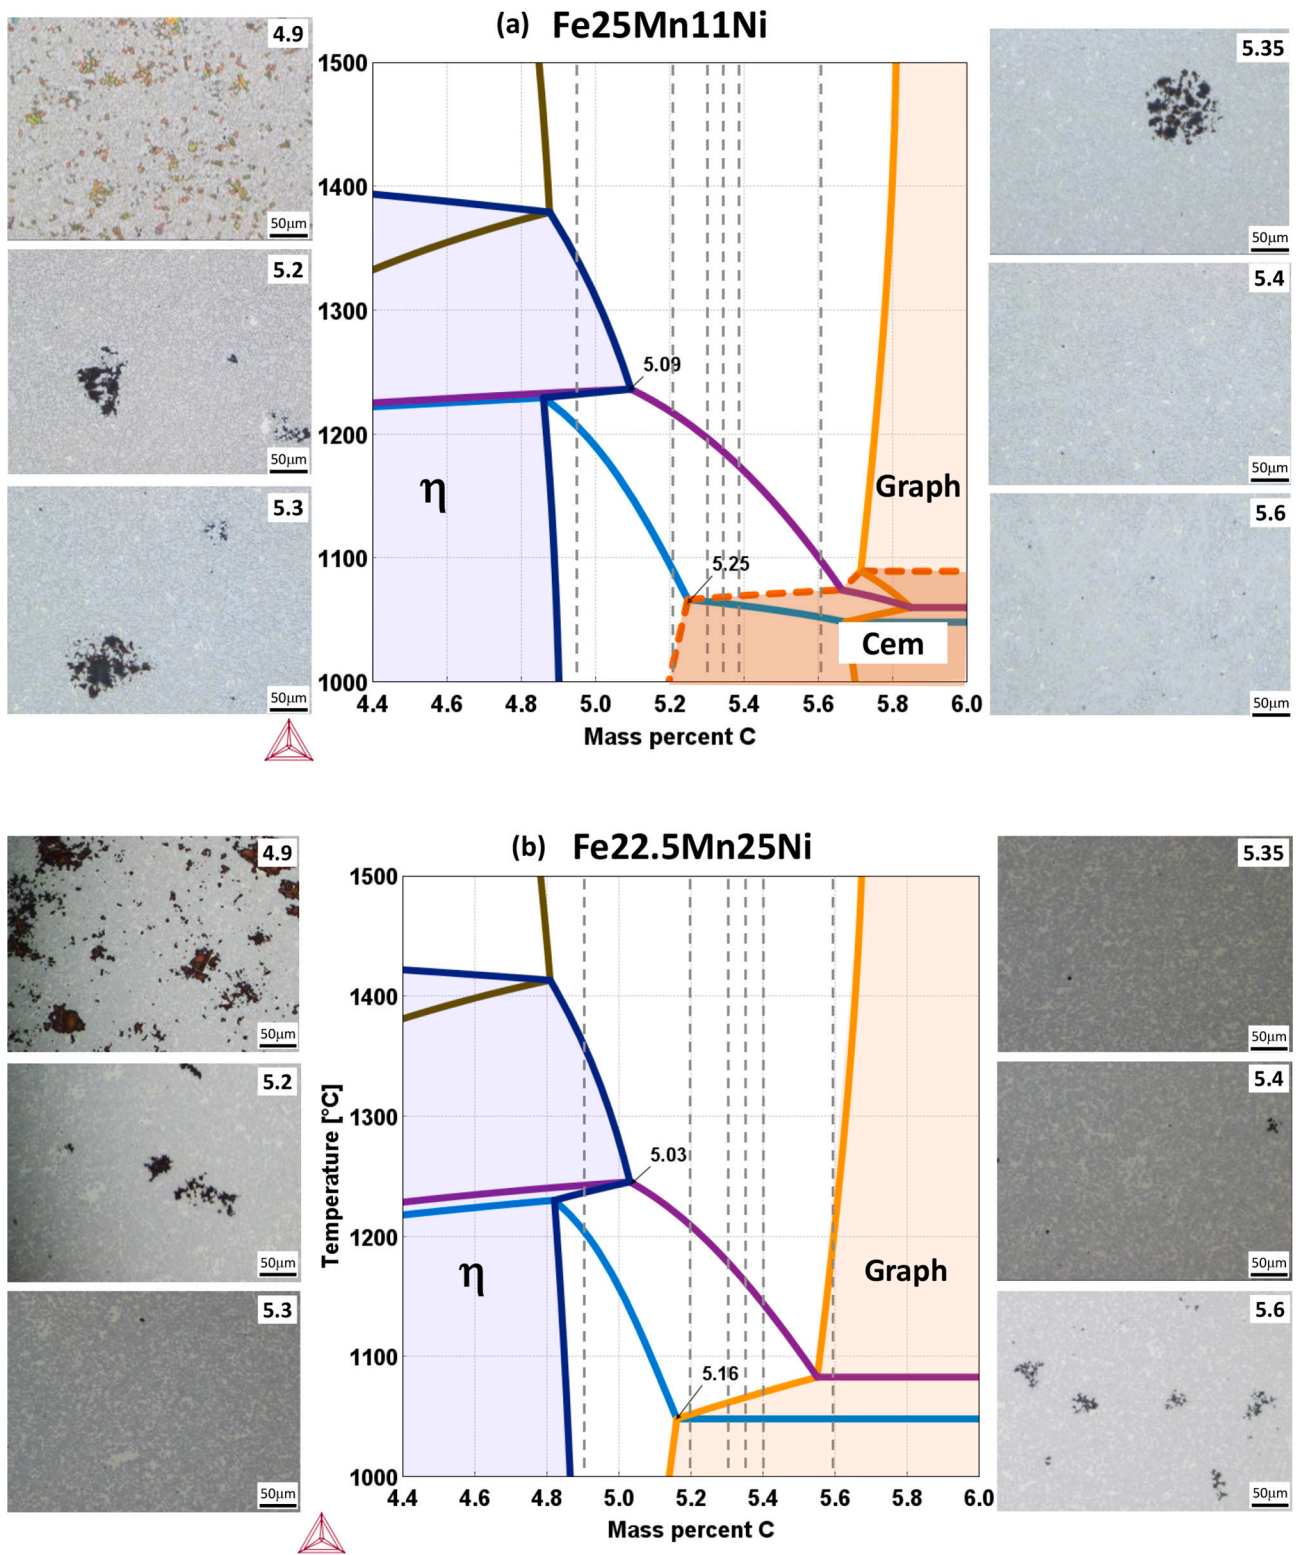 (a) Fe25Mn11Ni
4.9
50μm
5.2
50μm
5.3
50μm
1500
1400
1300
1200
1100
1000
5.09
5.25
η
Graph
Cem
4.4 4.6 4.8 5.0 5.2 5.4 5.6 5.8 6.0
Mass percent C
5.35
50μm
5.4
50μm
5.6
50μm
(b) Fe22.5Mn25Ni
4.9
50μm
5.2
50μm
5.3
50μm
Temperature [°C]
1500
1400
1300
1200
1100
1000
5.03
5.16
η
Graph
4.4 4.6 4.8 5.0 5.2 5.4 5.6 5.8 6.0
Mass percent C
5.35
50μm
5.4
50μm
5.6
50μm